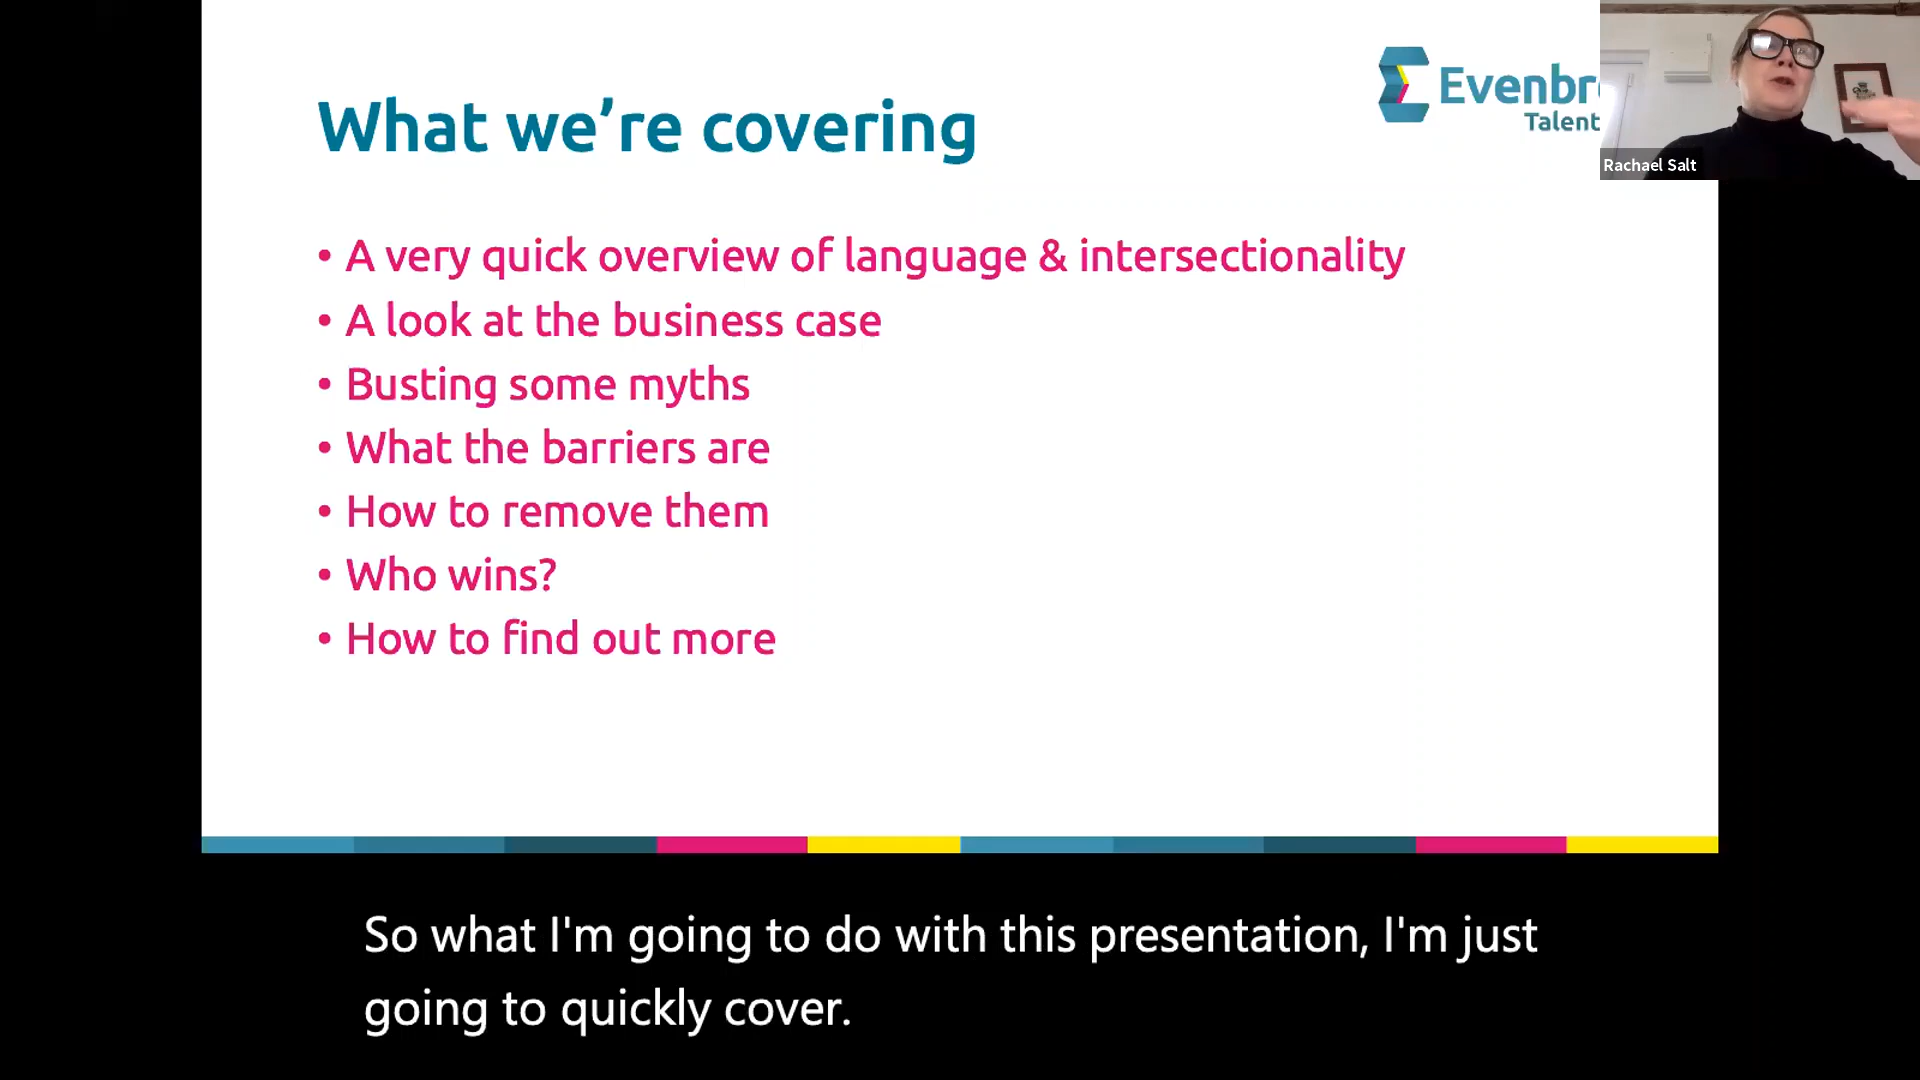 What we're covering
Evenbr
Talent
Rachael Salt
• A very quick overview of language & intersectionality
• A look at the business case
• Busting some myths
• What the barriers are
• How to remove them
• Who wins?
• How to find out more
So what I'm going to do with this presentation, I'm just
going to quickly cover.